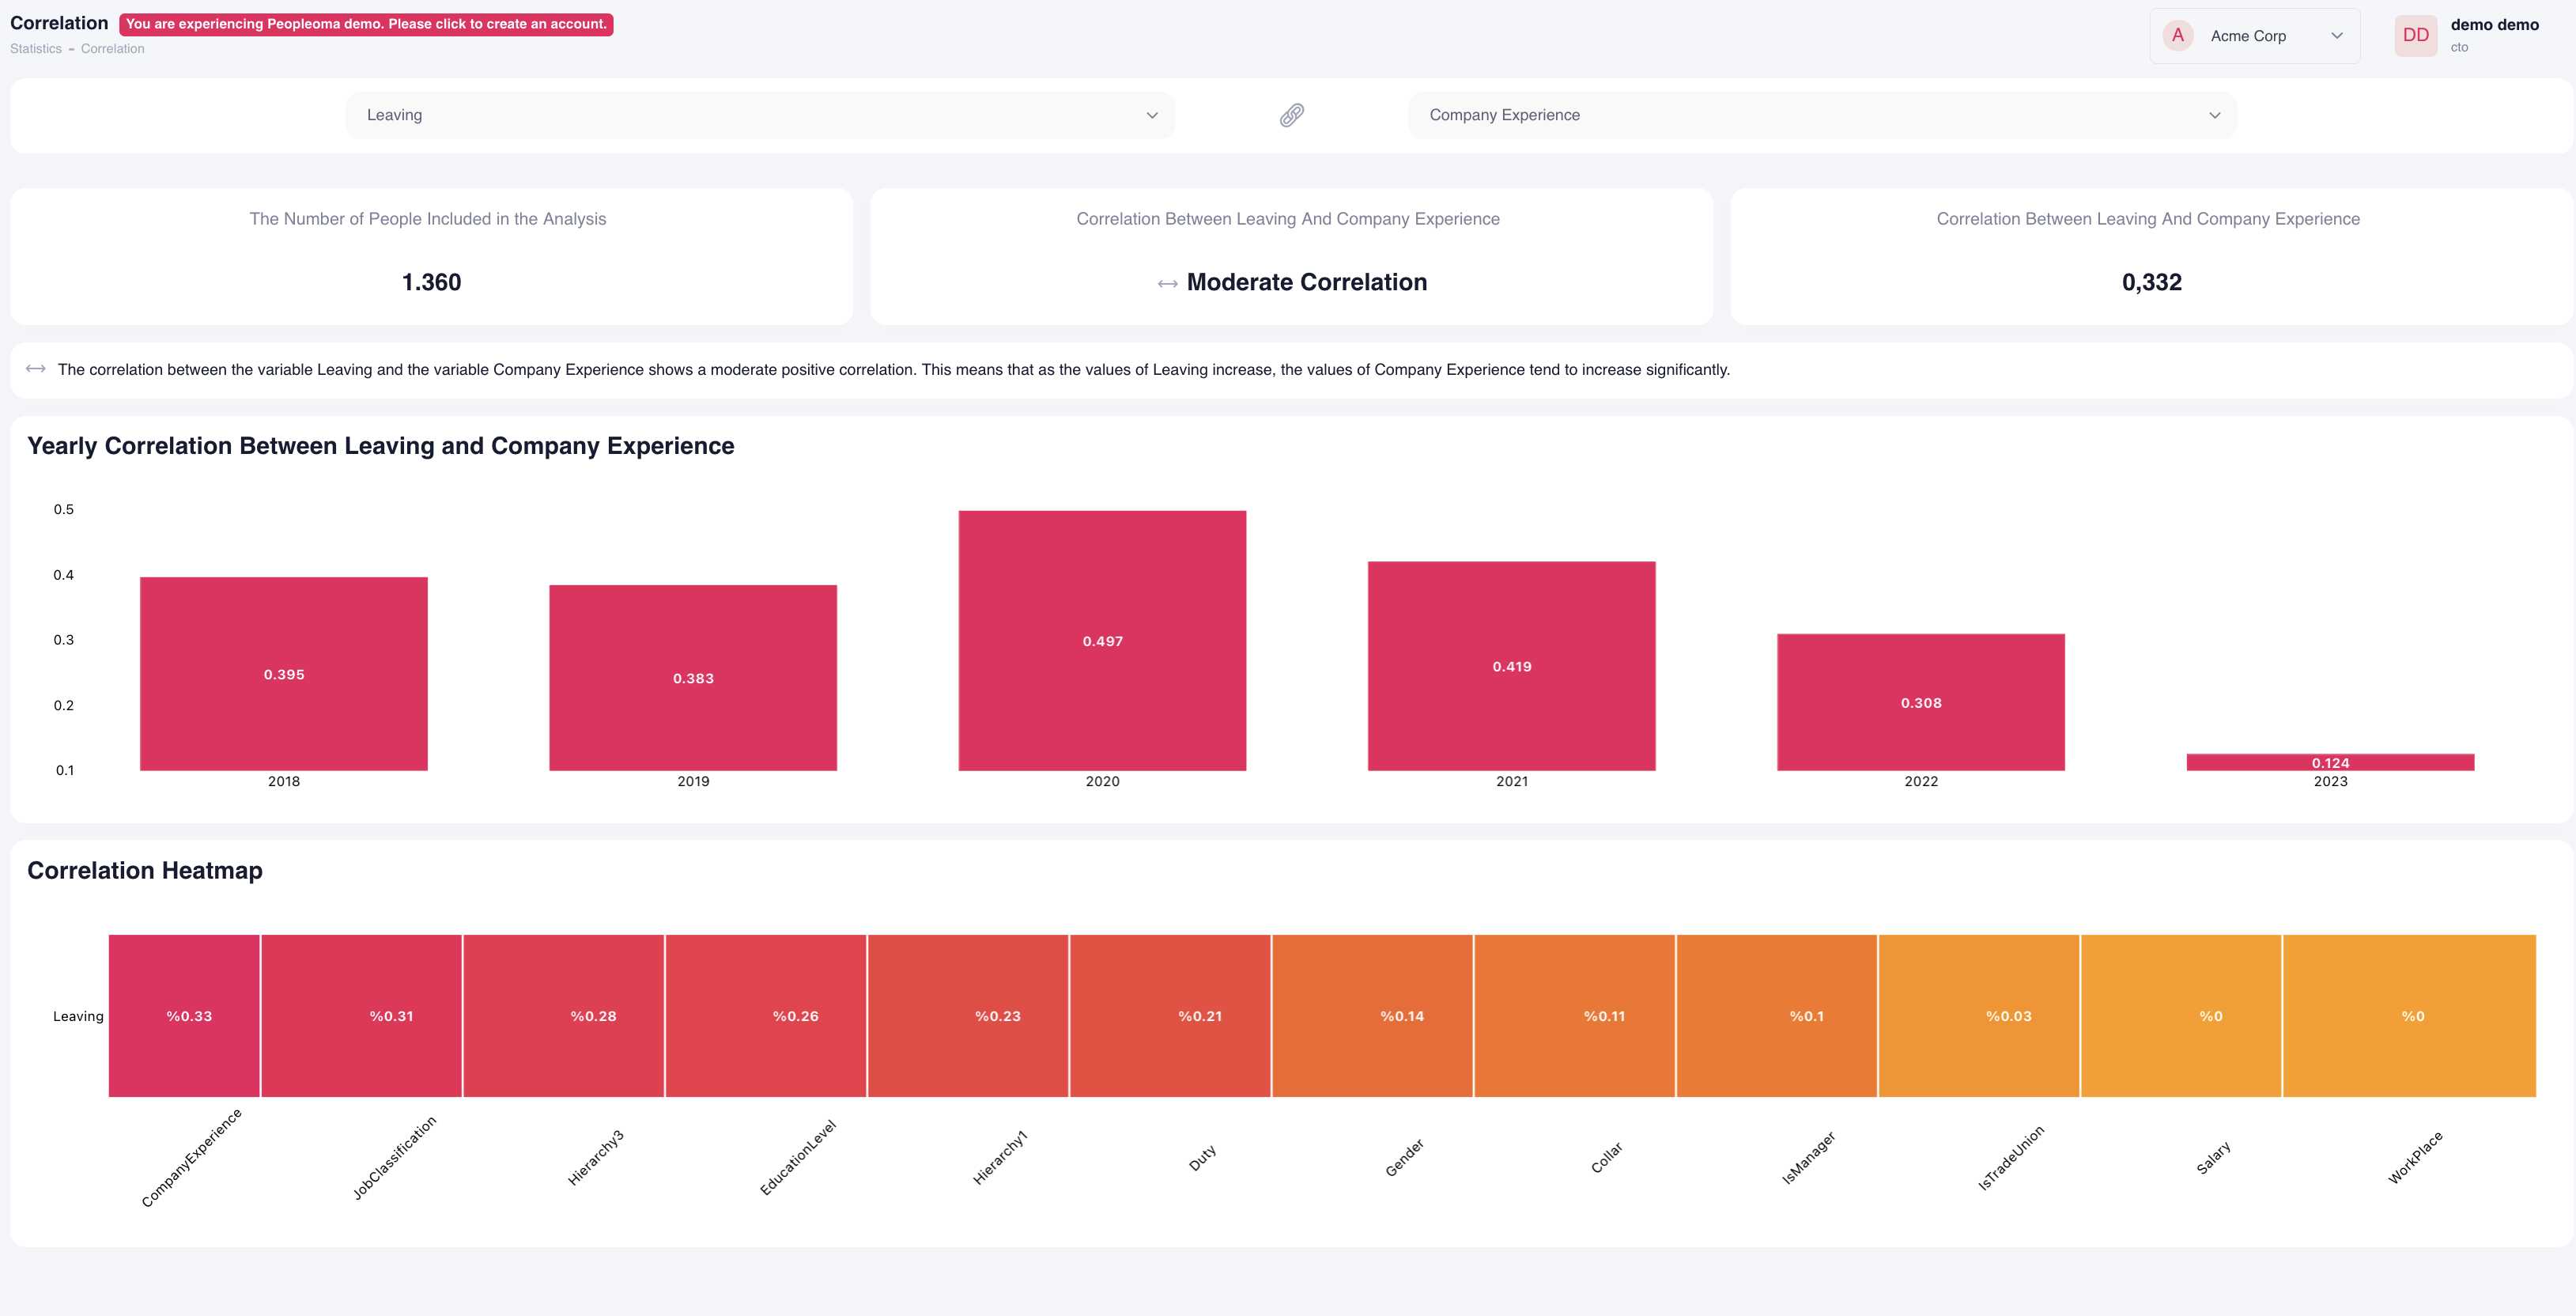 Correlation
You are experiencing Peopleoma demo. Please click to create an account.
Statistics - Correlation
A
Acme Corp
DD
demo demo
cto
Leaving
Company Experience
The Number of People Included in the Analysis
1.360
Correlation Between Leaving And Company Experience
Moderate Correlation
Correlation Between Leaving And Company Experience
0,332
The correlation between the variable Leaving and the variable Company Experience shows a moderate positive correlation. This means that as the values of Leaving increase, the values of Company Experience tend to increase significantly.
Yearly Correlation Between Leaving and Company Experience
0.5
0.4
0.3
0.2
0.1
0.395
0.383
0.497
0.419
0.308
0.124
2018
2019
2020
2021
2022
2023
Correlation Heatmap
Leaving
%0.33
%0.31
%0.28
%0.26
%0.23
%0.21
%0.14
%0.11
%0.1
%0.03
%0
%0
CompanyExperience
JobClassification
Hierarchy3
EducationLevel
Hierarchy1
Duty
Gender
Collar
IsManager
IsTradeUnion
Salary
WorkPlace